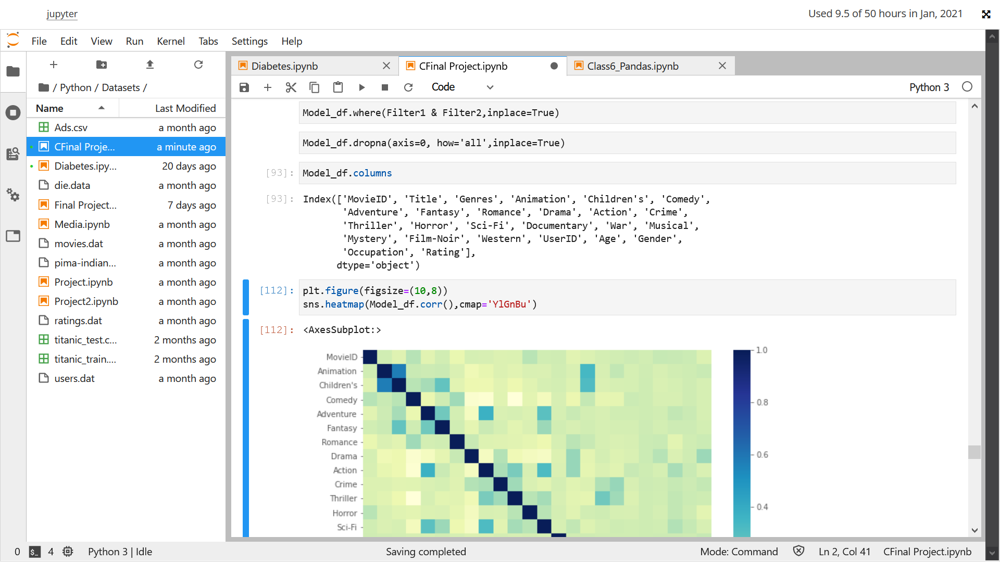 jupyter
Used 9.5 of 50 hours in Jan, 2021
File Edit View Run Kernel Tabs Settings Help
/ Python / Datasets /
Name Last Modified
Ads.csv a month ago
CFinal Proje... a minute ago
Diabetes.ipy... 20 days ago
die.data a month ago
Final Project... 7 days ago
Media.ipynb a month ago
movies.dat a month ago
pima-indian... a month ago
Project.ipynb a month ago
Project2.ipynb a month ago
ratings.dat a month ago
titanic_test.c... 2 months ago
titanic_train.... 2 months ago
users.dat a month ago
Diabetes.ipynb CFinal Project.ipynb Class6_Pandas.ipynb
Code Python 3
Model_df.where(Filter1 & Filter2,inplace=True)
Model_df.dropna(axis=0, how='all',inplace=True)
[93]: Model_df.columns
[93]: Index(['MovieID', 'Title', 'Genres', 'Animation', 'Children's', 'Comedy',
'Adventure', 'Fantasy', 'Romance', 'Drama', 'Action', 'Crime',
'Thriller', 'Horror', 'Sci-Fi', 'Documentary', 'War', 'Musical',
'Mystery', 'Film-Noir', 'Western', 'UserID', 'Age', 'Gender',
'Occupation', 'Rating'],
dtype='object')
[112]: plt.figure(figsize=(10,8))
sns.heatmap(Model_df.corr(),cmap='YlGnBu')
[112]: <AxesSubplot:>
MovieID
Animation
Children's
Comedy
Adventure
Fantasy
Romance
Drama
Action
Crime
Thriller
Horror
Sci-Fi
1.0
0.8
0.6
0.4
0 $_ 4 Python 3 | Idle Saving completed Mode: Command Ln 2, Col 41 CFinal Project.ipynb